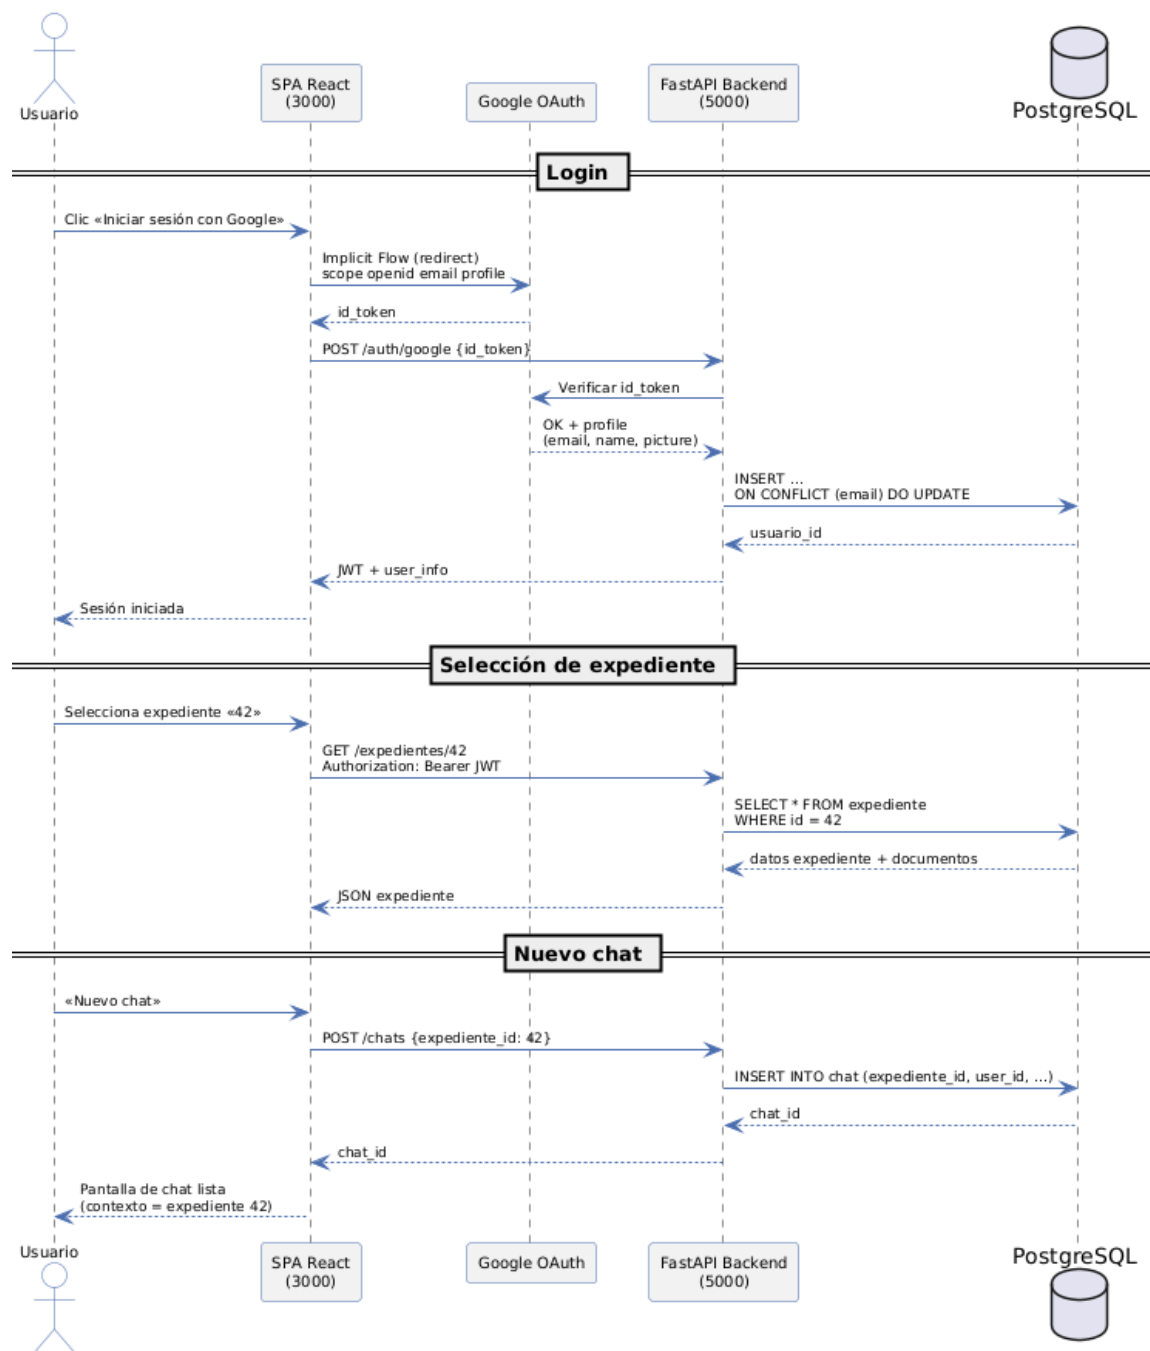 Usuario
SPA React
(3000)
Google OAuth
FastAPI Backend
(5000)
PostgreSQL
Login
Clic «Iniciar sesión con Google»
Implicit Flow (redirect)
scope openid email profile
id_token
POST /auth/google {id_token}
Verificar id_token
OK + profile
(email, name, picture)
INSERT ...
ON CONFLICT (email) DO UPDATE
usuario_id
JWT + user_info
Sesión iniciada
Selección de expediente
Selecciona expediente «42»
GET /expedientes/42
Authorization: Bearer JWT
SELECT * FROM expediente
WHERE id = 42
datos expediente + documentos
JSON expediente
Nuevo chat
«Nuevo chat»
POST /chats {expediente_id: 42}
INSERT INTO chat (expediente_id, user_id, ...)
chat_id
chat_id
Pantalla de chat lista
(contexto = expediente 42)
Usuario
SPA React
(3000)
Google OAuth
FastAPI Backend
(5000)
PostgreSQL